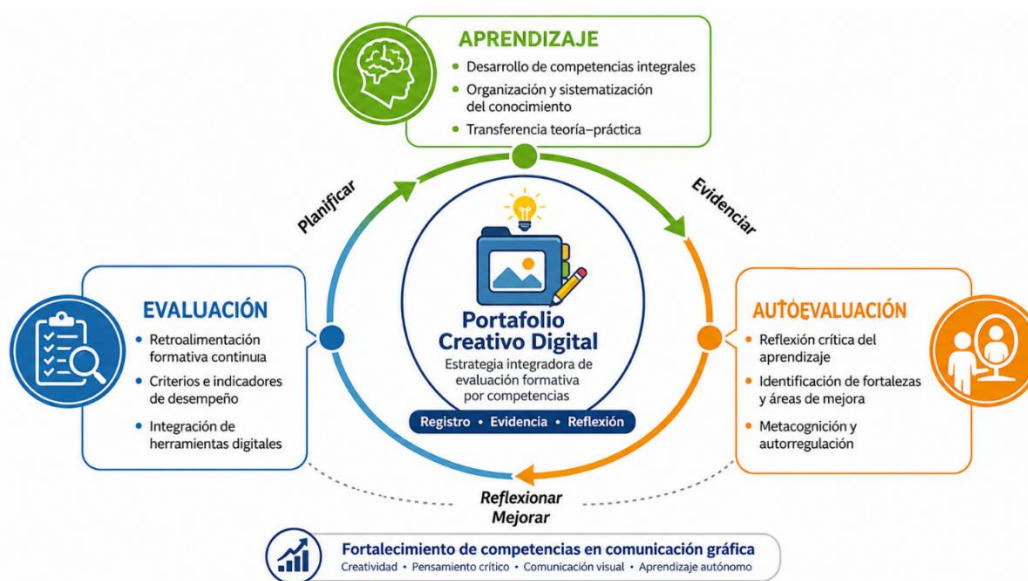 APRENDIZAJE
• Desarrollo de competencias integrales
• Organización y sistematización
del conocimiento
• Transferencia teoría–práctica
Planificar
Evidenciar
EVALUACIÓN
• Retroalimentación
formativa continua
• Criterios e indicadores
de desempeño
• Integración de
herramientas digitales
Portafolio
Creativo Digital
Estrategia integradora de
evaluación formativa
por competencias
Registro • Evidencia • Reflexión
AUTOEVALUACIÓN
• Reflexión crítica del
aprendizaje
• Identificación de fortalezas
y áreas de mejora
• Metacognición y
autorregulación
Reflexionar
Mejorar
Fortalecimiento de competencias en comunicación gráfica
Creatividad • Pensamiento crítico • Comunicación visual • Aprendizaje autónomo